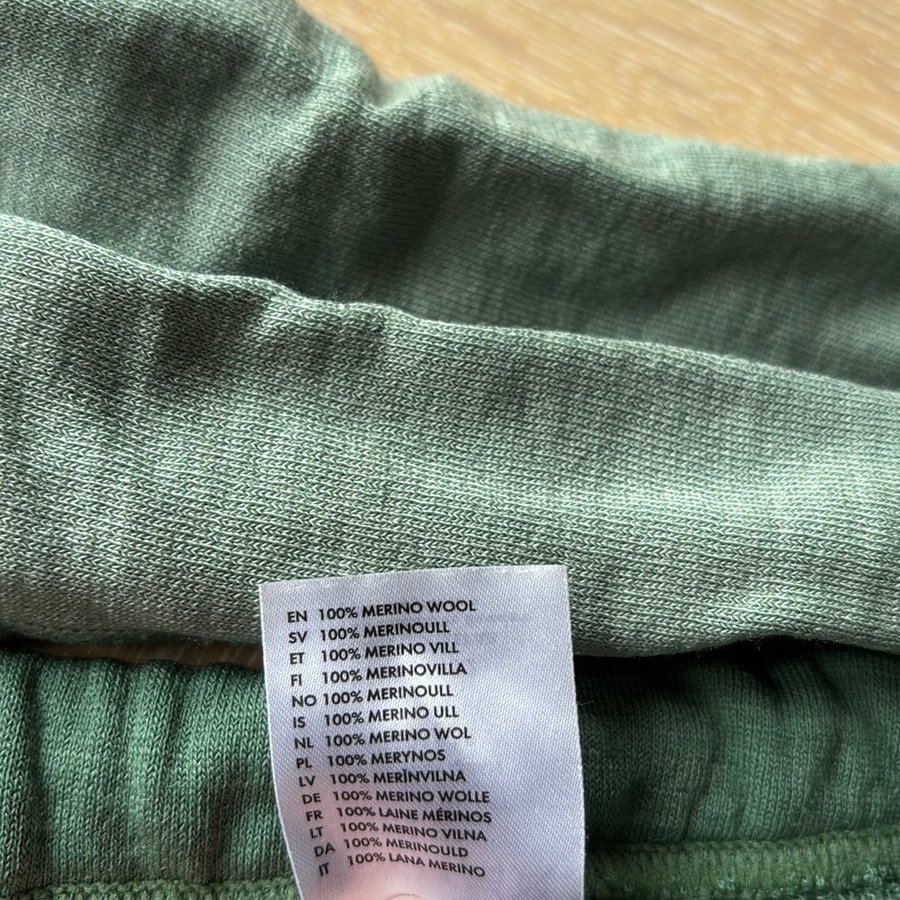 EN 100% MERINO WOOL
SV 100% MERINOULL
ET 100% MERINO VILL
FI 100% MERINOVILLA
NO 100% MERINOULL
IS 100% MERINO ULL
NL 100% MERINO WOL
PL 100% MERYNOS
LV 100% MERĪNVILNA
DE 100% MERINO WOLLE
FR 100% LAINE MÉRINOS
LT 100% MERINO VILNA
DA 100% MERINOULD
IT 100% LANA MERINO